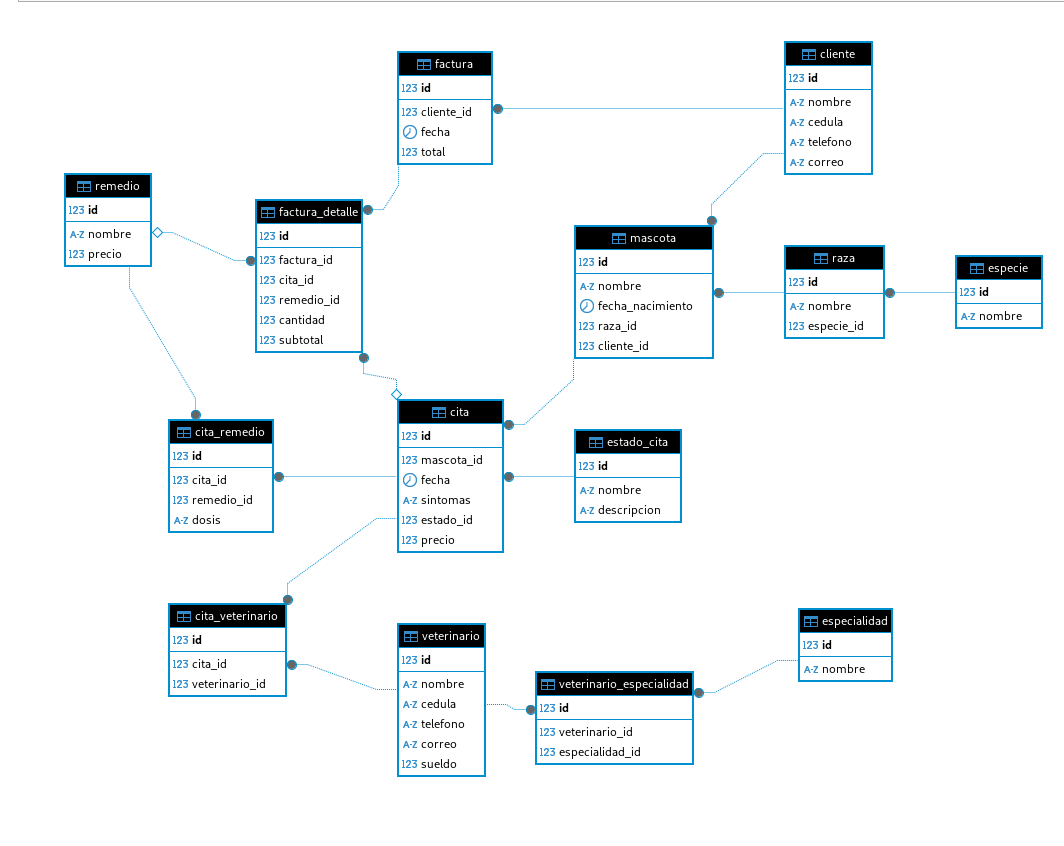 factura
123 id
123 cliente_id
fecha
123 total
cliente
123 id
A-Z nombre
A-Z cedula
A-Z telefono
A-Z correo
remedio
123 id
A-Z nombre
123 precio
factura_detalle
123 id
123 factura_id
123 cita_id
123 remedio_id
123 cantidad
123 subtotal
mascota
123 id
A-Z nombre
fecha_nacimiento
123 raza_id
123 cliente_id
raza
123 id
A-Z nombre
123 especie_id
especie
123 id
A-Z nombre
cita_remedio
123 id
123 cita_id
123 remedio_id
A-Z dosis
cita
123 id
123 mascota_id
fecha
A-Z sintomas
123 estado_id
123 precio
estado_cita
123 id
A-Z nombre
A-Z descripcion
cita_veterinario
123 id
123 cita_id
123 veterinario_id
veterinario
123 id
A-Z nombre
A-Z cedula
A-Z telefono
A-Z correo
123 sueldo
veterinario_especialidad
123 id
123 veterinario_id
123 especialidad_id
especialidad
123 id
A-Z nombre